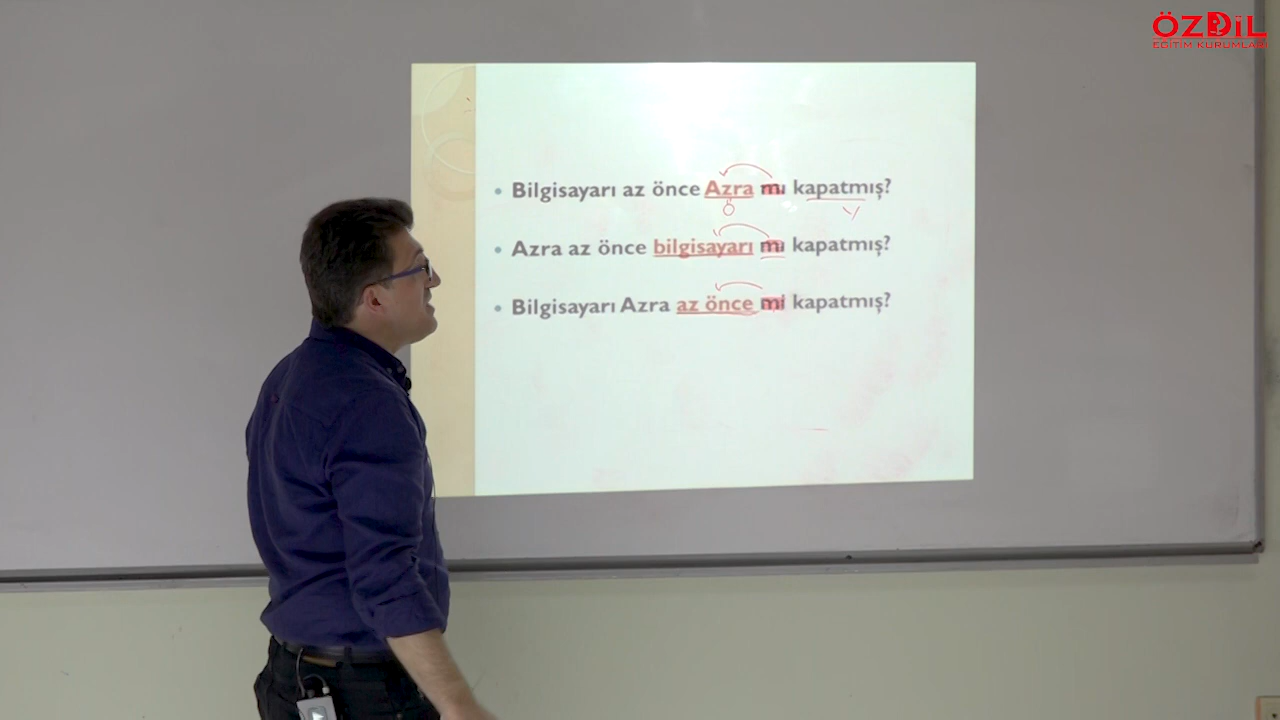 ÖZDİL
EĞİTİM KURUMLARI
• Bilgisayarı az önce Azra mı kapatmış?
Ö Y
• Azra az önce bilgisayarı mı kapatmış?
• Bilgisayarı Azra az önce mi kapatmış?